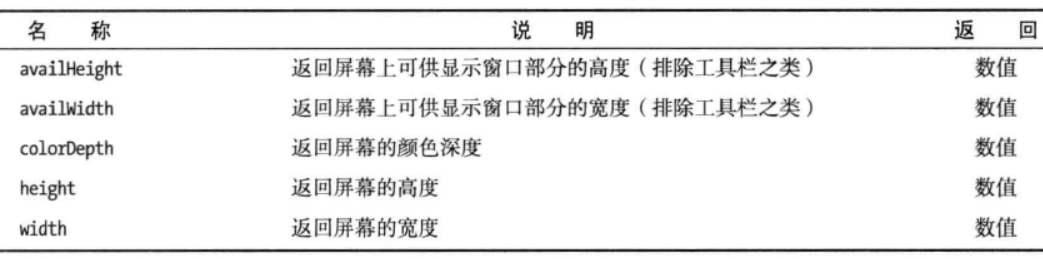 名 称 说 明 返 回
availHeight 返回屏幕上可供显示窗口部分的高度（排除工具栏之类） 数值
availWidth 返回屏幕上可供显示窗口部分的宽度（排除工具栏之类） 数值
colorDepth 返回屏幕的颜色深度 数值
height 返回屏幕的高度 数值
width 返回屏幕的宽度 数值